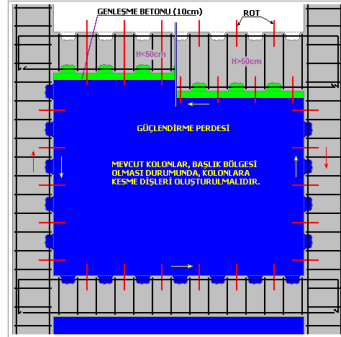 GENLEŞME BETONU (10cm)
ROT
H<50cm
H>50cm
GÜÇLENDİRME PERDESİ
MEVCUT KOLONLAR, BAŞLIK BÖLGESİ
OLMASI DURUMUNDA, KOLONLARA
KESME DİŞLERİ OLUŞTURULMALIDIR.